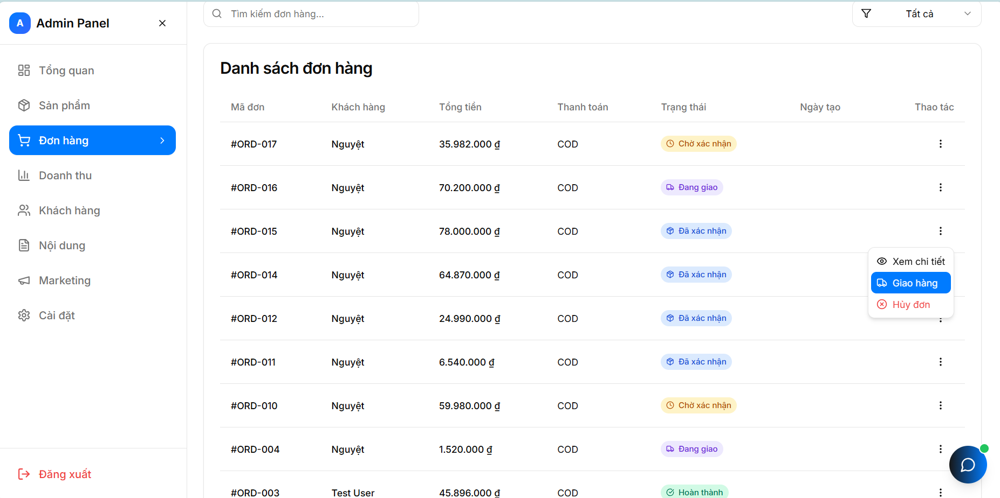 A Admin Panel
Tổng quan
Sản phẩm
Đơn hàng
Doanh thu
Khách hàng
Nội dung
Marketing
Cài đặt
Đăng xuất
Tìm kiếm đơn hàng...
Tất cả
Danh sách đơn hàng
Mã đơn Khách hàng Tổng tiền Thanh toán Trạng thái Ngày tạo Thao tác
#ORD-017 Nguyệt 35.982.000 ₫ COD Chờ xác nhận
#ORD-016 Nguyệt 70.200.000 ₫ COD Đang giao
#ORD-015 Nguyệt 78.000.000 ₫ COD Đã xác nhận
Xem chi tiết
Giao hàng
Hủy đơn
#ORD-014 Nguyệt 64.870.000 ₫ COD Đã xác nhận
#ORD-012 Nguyệt 24.990.000 ₫ COD Đã xác nhận
#ORD-011 Nguyệt 6.540.000 ₫ COD Đã xác nhận
#ORD-010 Nguyệt 59.980.000 ₫ COD Chờ xác nhận
#ORD-004 Nguyệt 1.520.000 ₫ COD Đang giao
#ORD-003 Test User 45.896.000 ₫ COD Hoàn thành